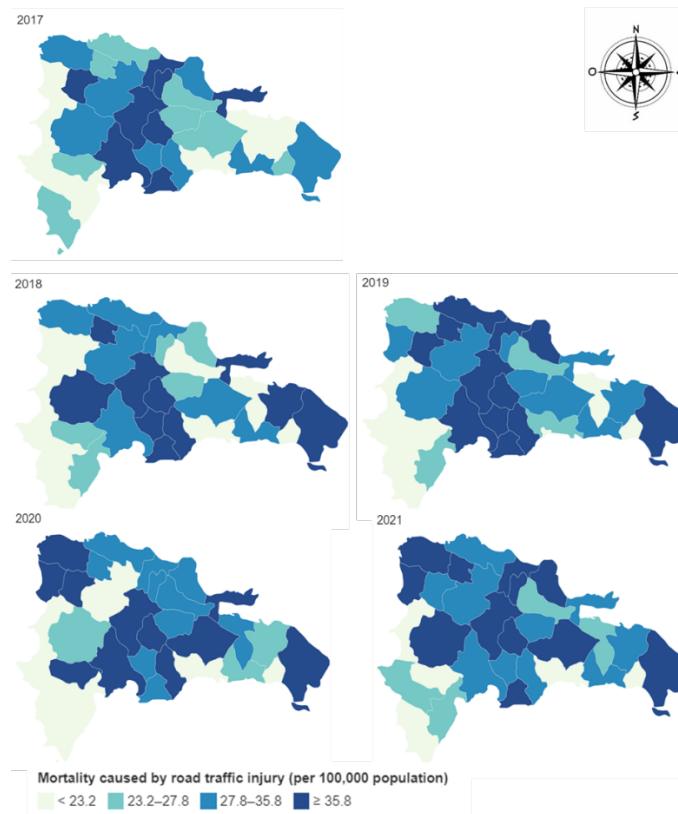 2017
N
O
S
2018
2019
2020
2021
Mortality caused by road traffic injury (per 100,000 population)
< 23.2 23.2–27.8 27.8–35.8 ≥ 35.8